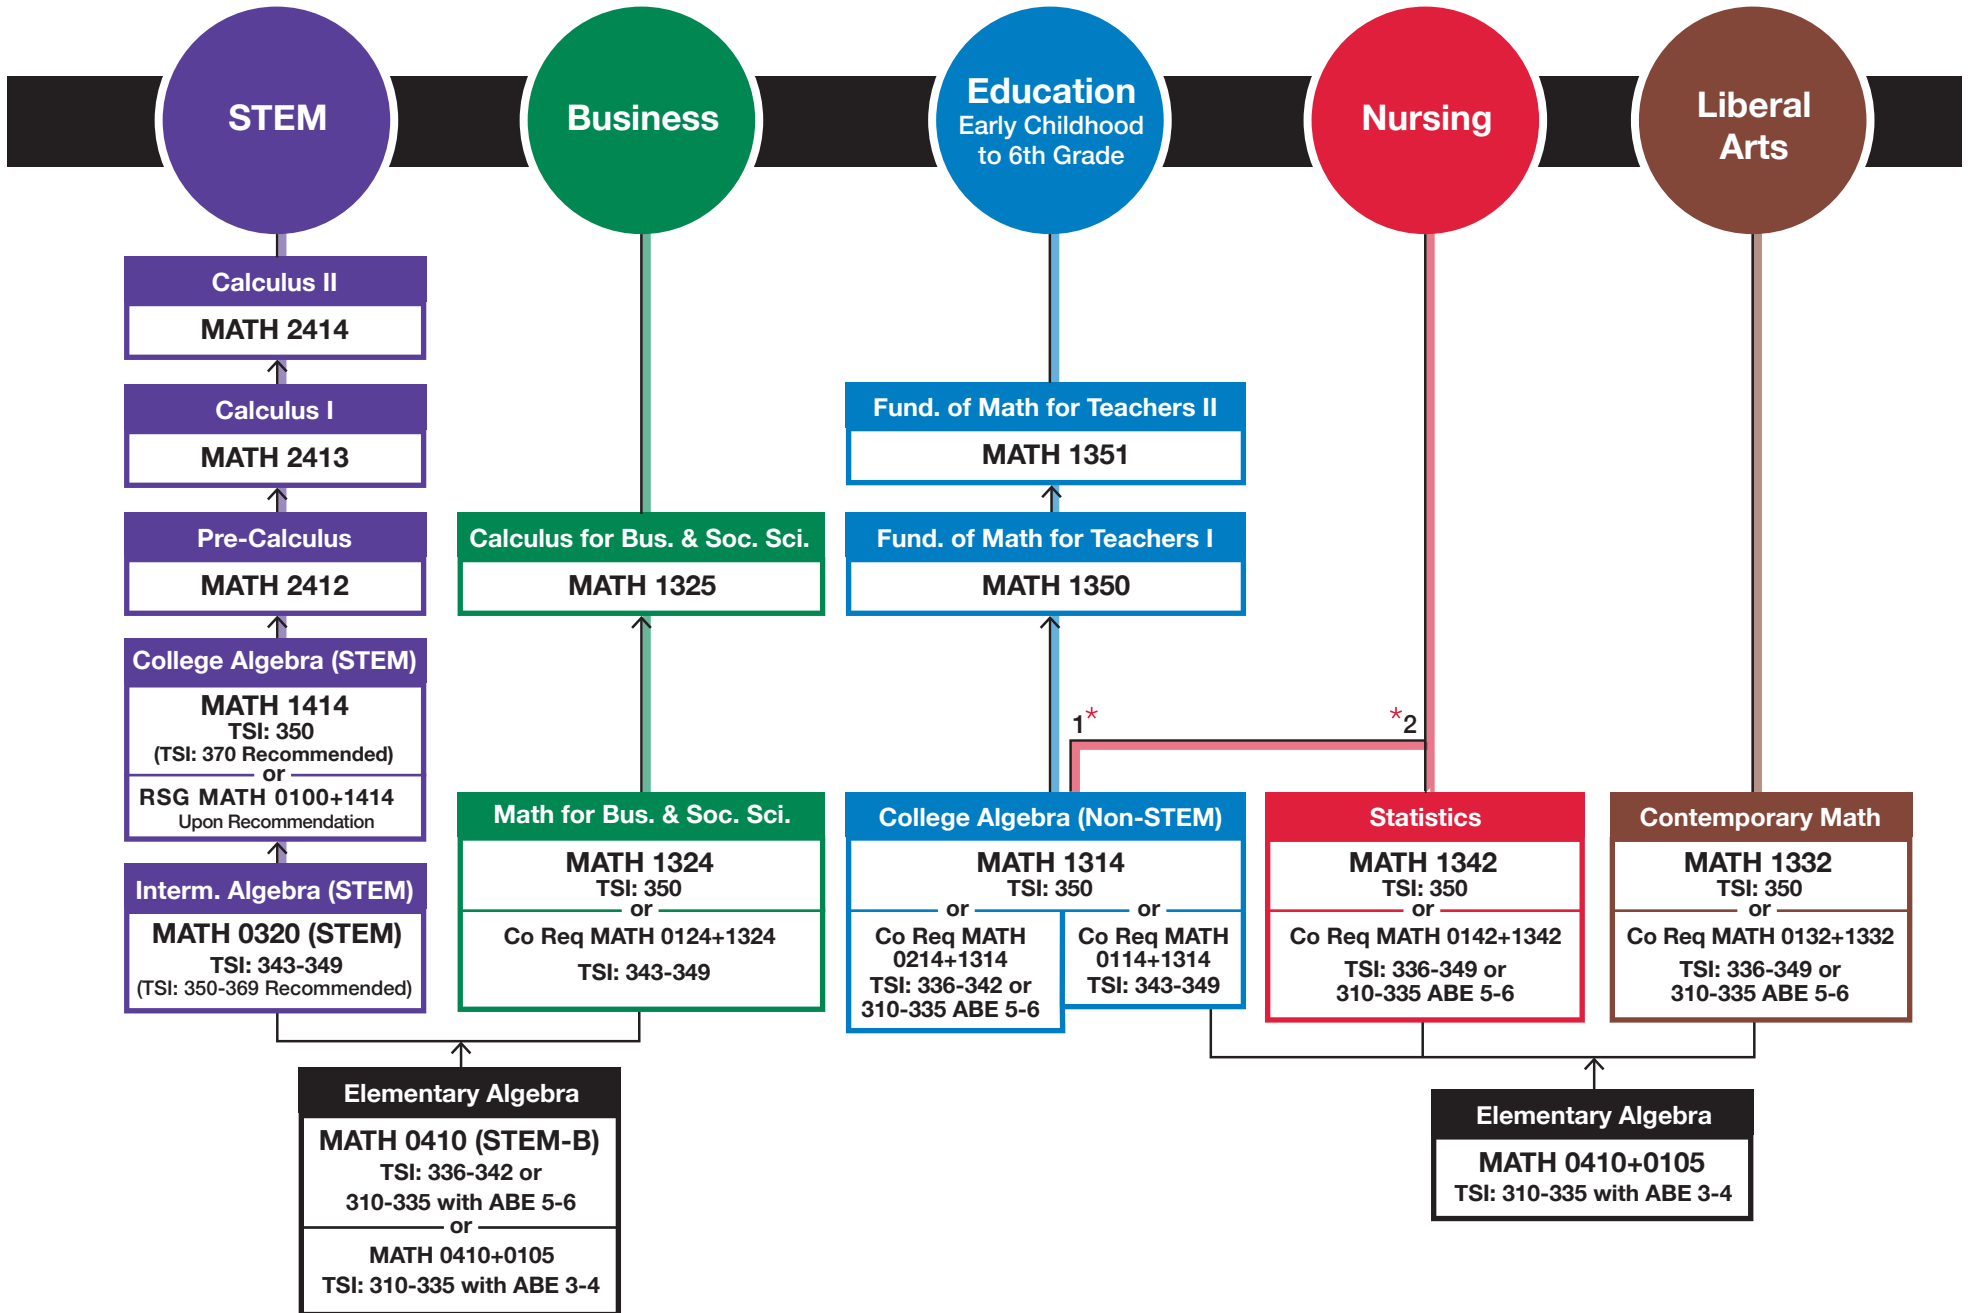 STEM
Business
Education
Early Childhood
to 6th Grade
Nursing
Liberal
Arts
Calculus II
MATH 2414
Calculus I
MATH 2413
Pre-Calculus
MATH 2412
College Algebra (STEM)
MATH 1414
TSI: 350
(TSI: 370 Recommended)
or
RSG MATH 0100+1414
Upon Recommendation
Interm. Algebra (STEM)
MATH 0320 (STEM)
TSI: 343-349
(TSI: 350-369 Recommended)
Calculus for Bus. & Soc. Sci.
MATH 1325
Math for Bus. & Soc. Sci.
MATH 1324
TSI: 350
or
Co Req MATH 0124+1324
TSI: 343-349
Elementary Algebra
MATH 0410 (STEM-B)
TSI: 336-342 or
310-335 with ABE 5-6
or
MATH 0410+0105
TSI: 310-335 with ABE 3-4
Fund. of Math for Teachers II
MATH 1351
Fund. of Math for Teachers I
MATH 1350
1*
*2
College Algebra (Non-STEM)
MATH 1314
TSI: 350
or
Co Req MATH
0214+1314
TSI: 336-342 or
310-335 ABE 5-6
or
Co Req MATH
0114+1314
TSI: 343-349
Statistics
MATH 1342
TSI: 350
or
Co Req MATH 0142+1342
TSI: 336-349 or
310-335 ABE 5-6
Contemporary Math
MATH 1332
TSI: 350
or
Co Req MATH 0132+1332
TSI: 336-349 or
310-335 ABE 5-6
Elementary Algebra
MATH 0410+0105
TSI: 310-335 with ABE 3-4